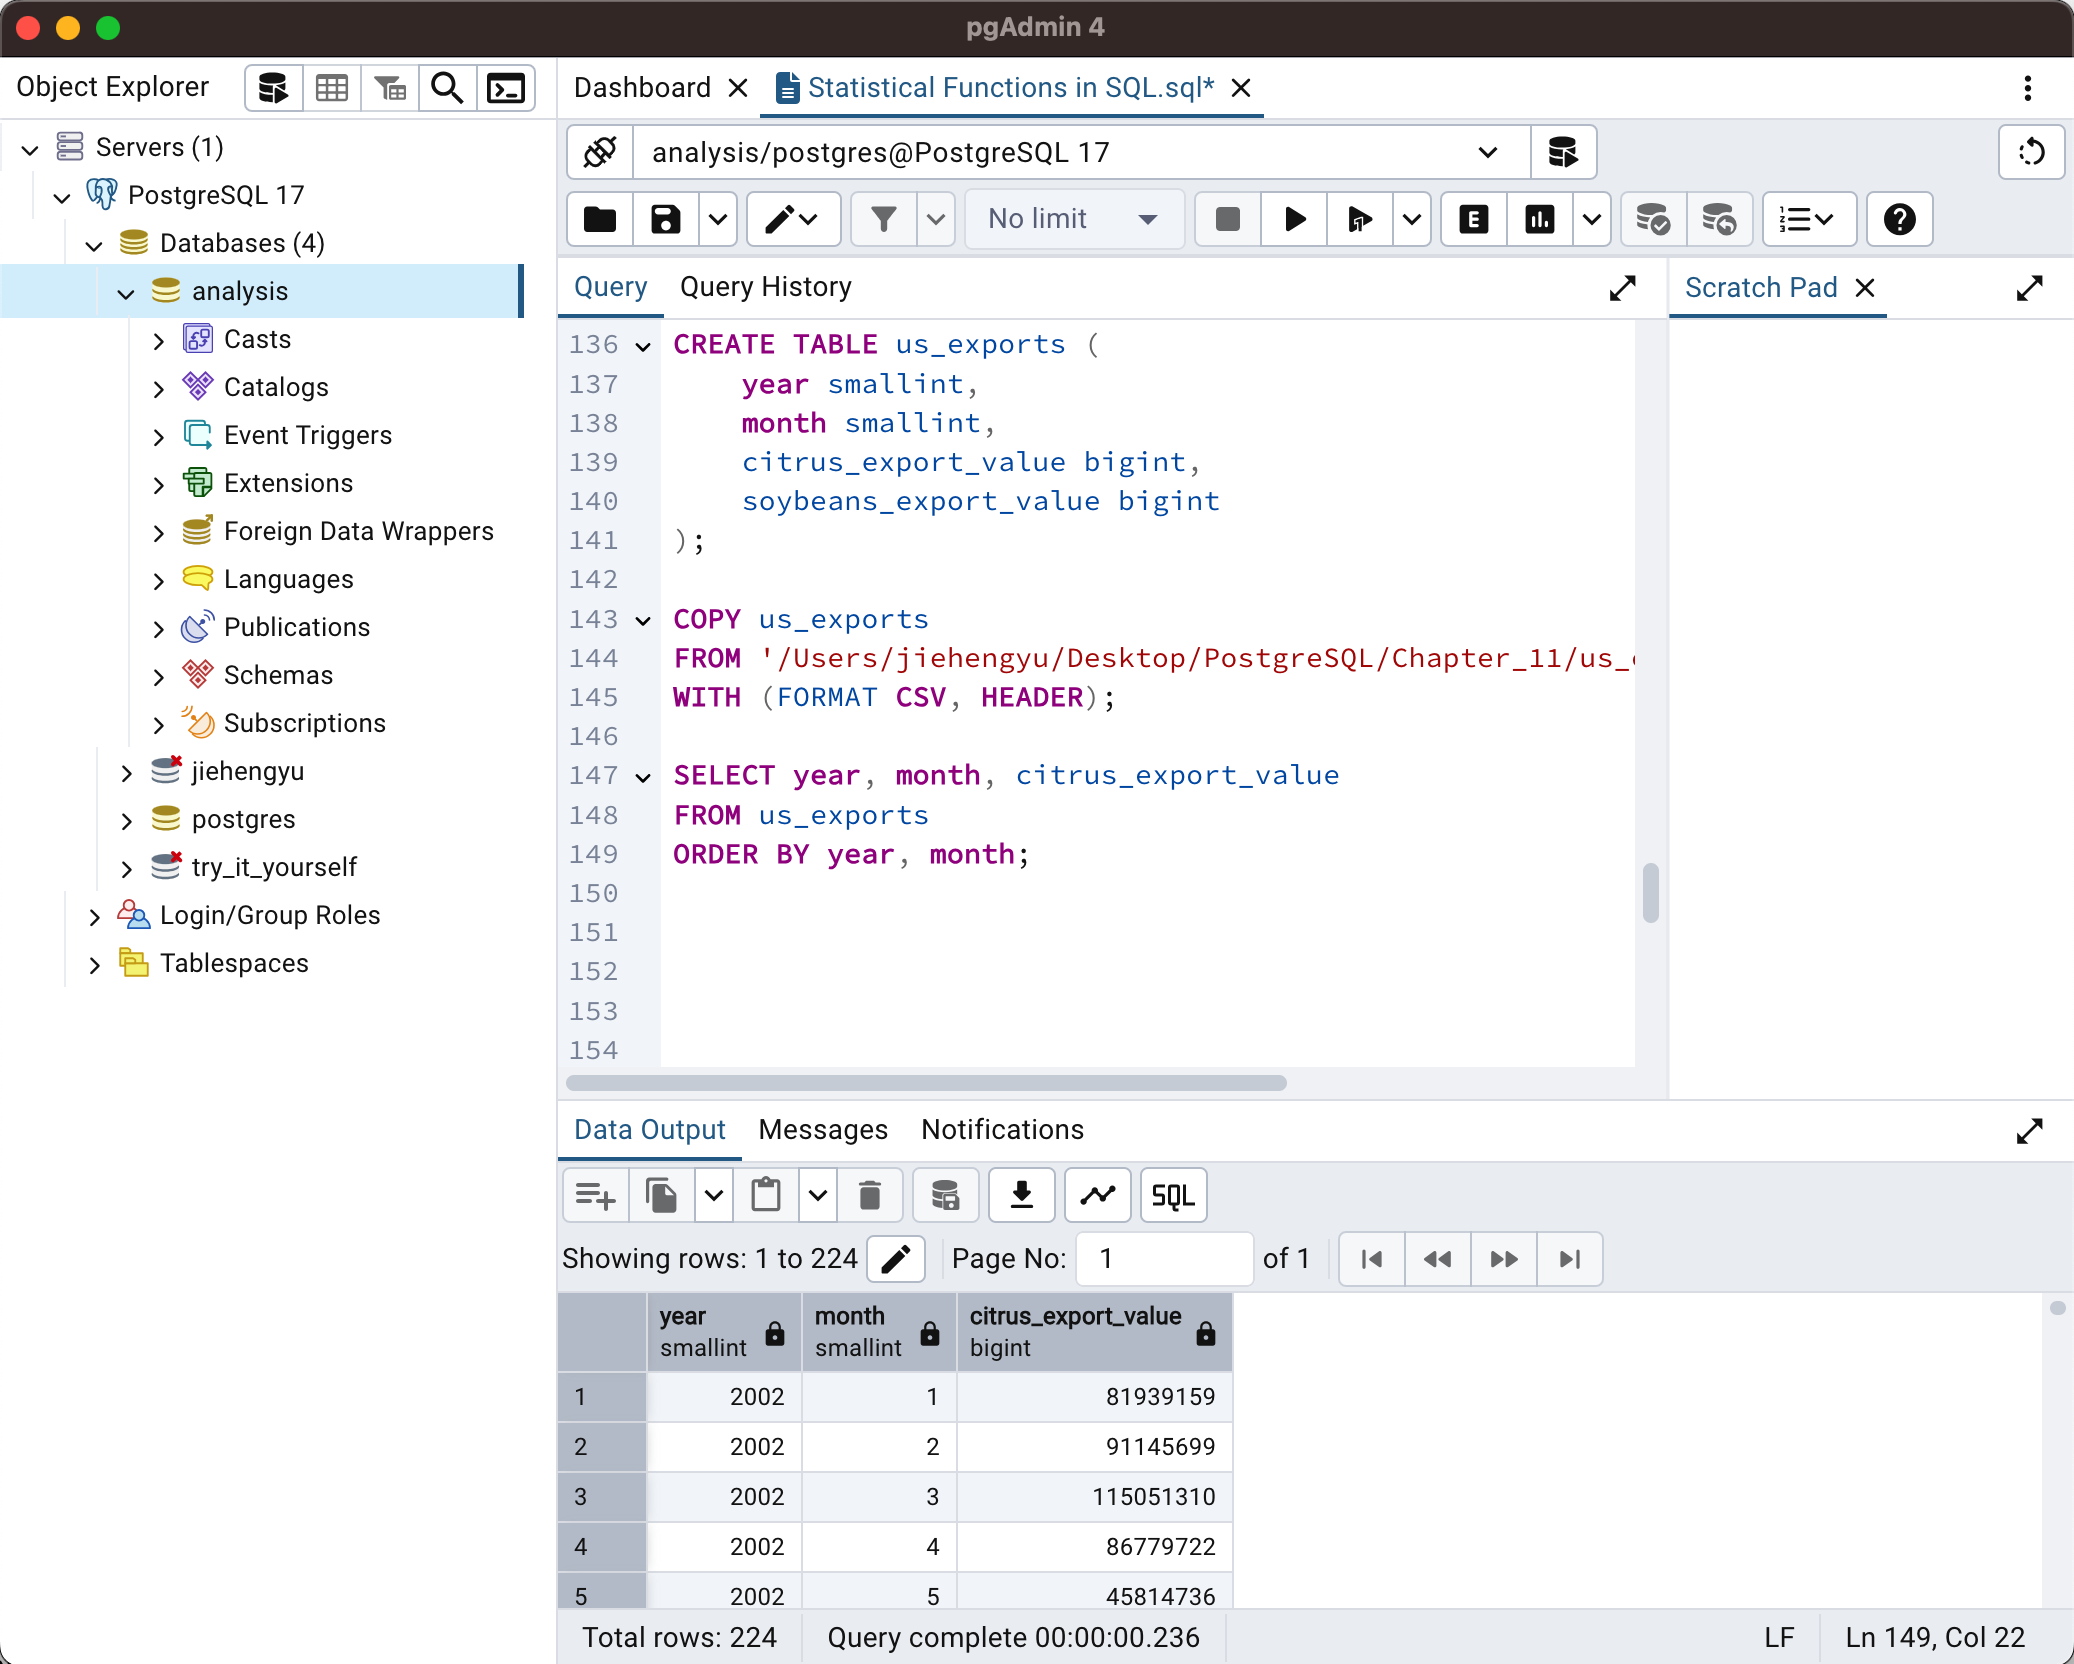 pgAdmin 4
Object Explorer
Servers (1)
PostgreSQL 17
Databases (4)
analysis
Casts
Catalogs
Event Triggers
Extensions
Foreign Data Wrappers
Languages
Publications
Schemas
Subscriptions
jiehengyu
postgres
try_it_yourself
Login/Group Roles
Tablespaces
Dashboard
Statistical Functions in SQL.sql*
analysis/postgres@PostgreSQL 17
No limit
E
Query Query History
Scratch Pad
136 CREATE TABLE us_exports (
137 year smallint,
138 month smallint,
139 citrus_export_value bigint,
140 soybeans_export_value bigint
141 );
142
143 COPY us_exports
144 FROM '/Users/jiehengyu/Desktop/PostgreSQL/Chapter_11/us_
145 WITH (FORMAT CSV, HEADER);
146
147 SELECT year, month, citrus_export_value
148 FROM us_exports
149 ORDER BY year, month;
150
151
152
153
154
Data Output Messages Notifications
SQL
Showing rows: 1 to 224 Page No: 1 of 1
year month citrus_export_value
smallint smallint bigint
1 2002 1 81939159
2 2002 2 91145699
3 2002 3 115051310
4 2002 4 86779722
5 2002 5 45814736
Total rows: 224 Query complete 00:00:00.236 LF Ln 149, Col 22